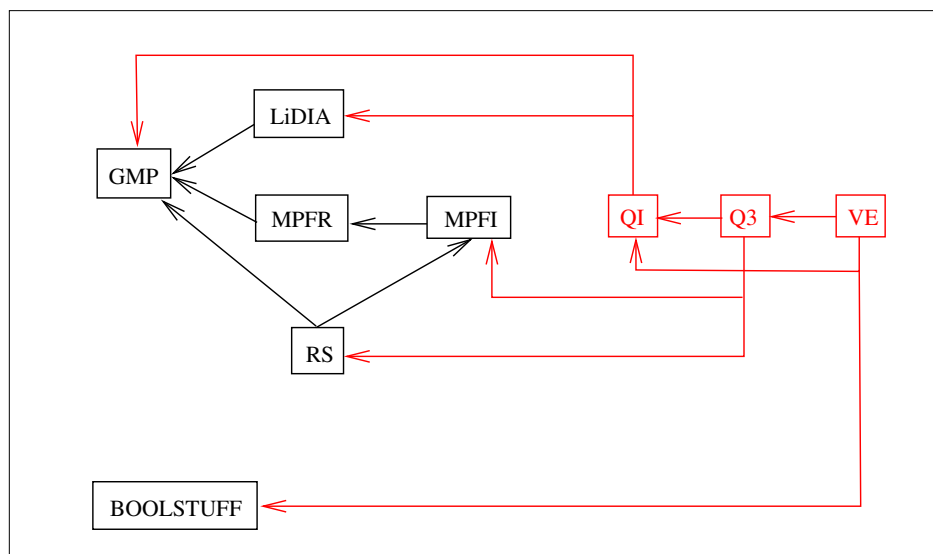 LiDIA
GMP
MPFR
MPFI
QI
Q3
VE
RS
BOOLSTUFF